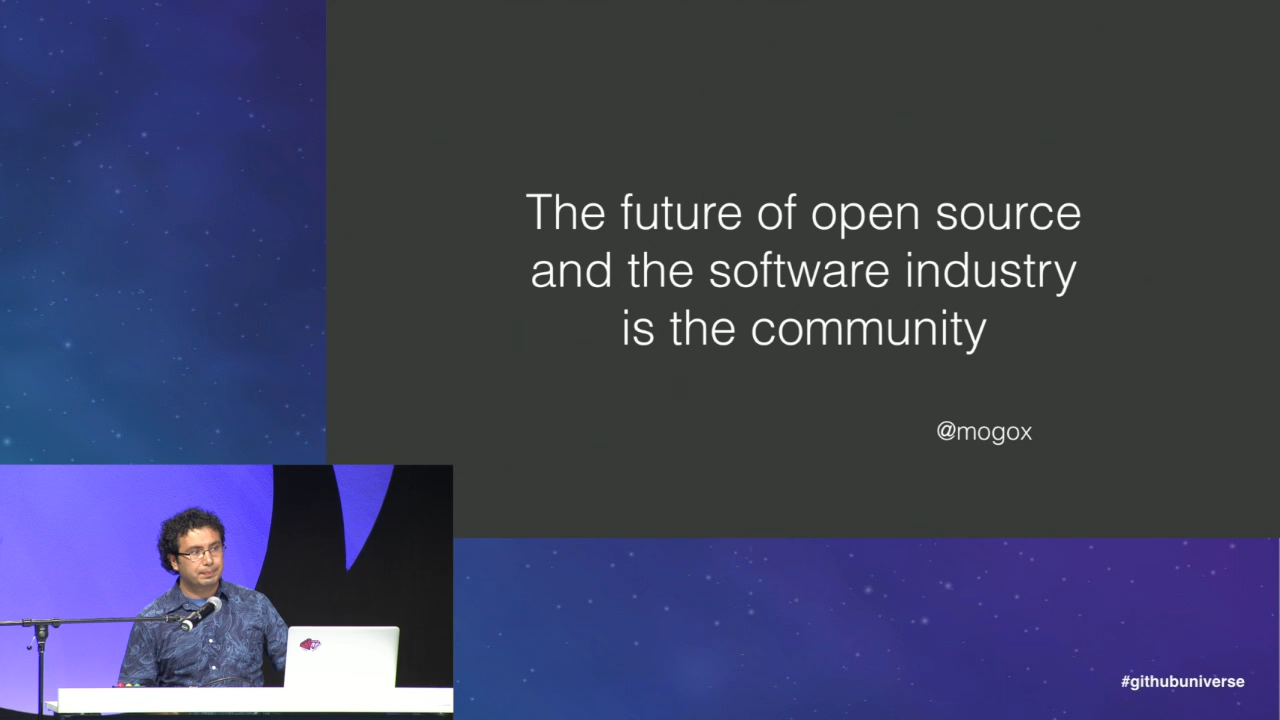 The future of open source
and the software industry
is the community
@mogox
#githubuniverse